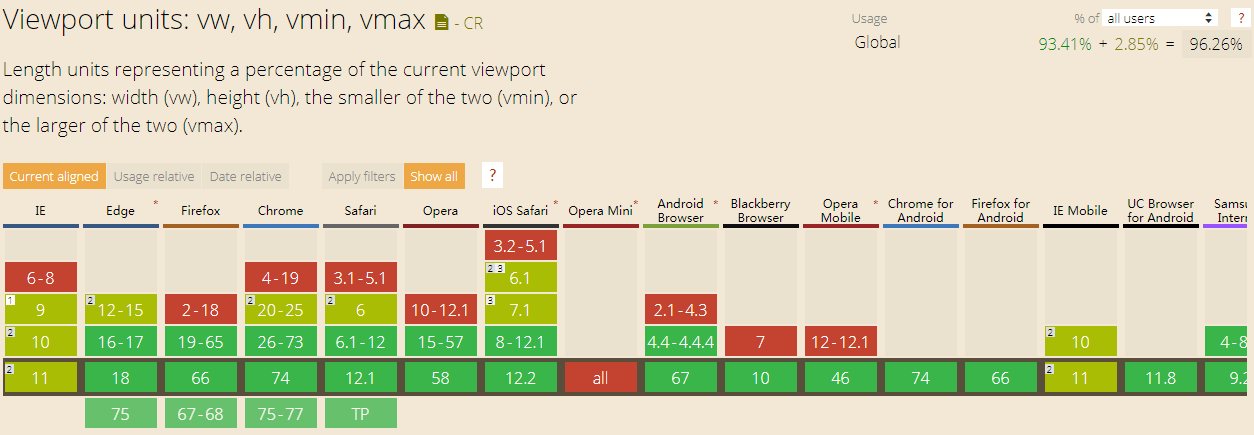 Viewport units: vw, vh, vmin, vmax - CR
Usage % of all users ?
Global 93.41% + 2.85% = 96.26%
Length units representing a percentage of the current viewport
dimensions: width (vw), height (vh), the smaller of the two (vmin), or
the larger of the two (vmax).
Current aligned Usage relative Date relative Apply filters Show all ?
IE Edge * Firefox Chrome Safari Opera iOS Safari * Opera Mini * Android Browser * Blackberry Browser Opera Mobile * Chrome for Android Firefox for Android IE Mobile UC Browser for Android Samsu Intern
3.2-5.1
6-8 4-19 3.1-5.1 2 3 6.1
1 9 2 12-15 2-18 2 20-25 2 6 10-12.1 3 7.1 2.1-4.3
2 10 16-17 19-65 26-73 6.1-12 15-57 8-12.1 4.4-4.4.4 7 12-12.1 2 10 4-8
2 11 18 66 74 12.1 58 12.2 all 67 10 46 74 66 2 11 11.8 9.2
75 67-68 75-77 TP